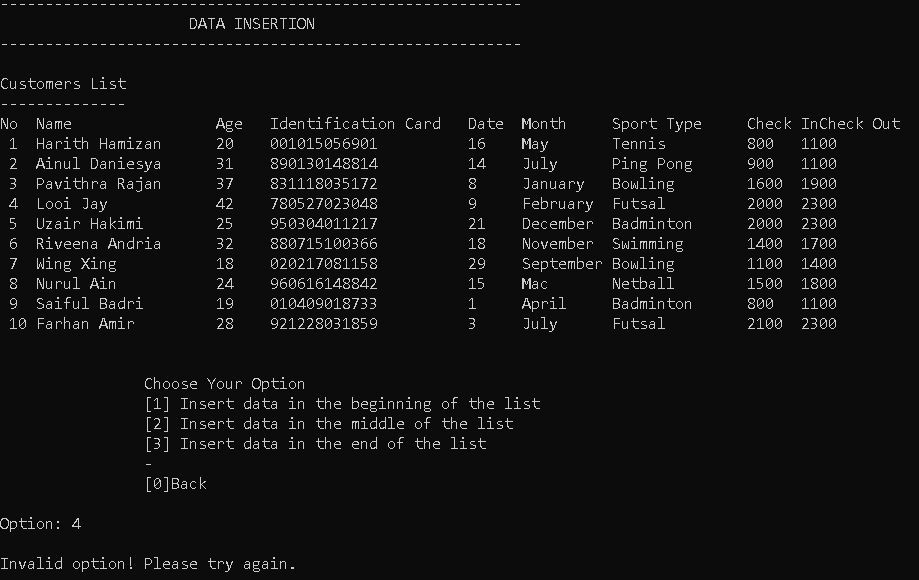 ----------------------------------------------------------
DATA INSERTION
----------------------------------------------------------
Customers List
--------------
No  Name                Age   Identification Card   Date  Month     Sport Type     Check InCheck Out
1  Harith Hamizan      20    001015056901          16    May       Tennis         800   1100
2  Ainul Daniesya      31    890130148814          14    July      Ping Pong      900   1100
3  Pavithra Rajan      37    831118035172          8     January   Bowling        1600  1900
4  Looi Jay            42    780527023048          9     February  Futsal         2000  2300
5  Uzair Hakimi        25    950304011217          21    December  Badminton      2000  2300
6  Riveena Andria      32    880715100366          18    November  Swimming       1400  1700
7  Wing Xing           18    020217081158          29    September Bowling        1100  1400
8  Nurul Ain           24    960616148842          15    Mac       Netball        1500  1800
9  Saiful Badri        19    010409018733          1     April     Badminton      800   1100
10 Farhan Amir         28    921228031859          3     July      Futsal         2100  2300
Choose Your Option
[1] Insert data in the beginning of the list
[2] Insert data in the middle of the list
[3] Insert data in the end of the list
-
[0]Back
Option: 4
Invalid option! Please try again.